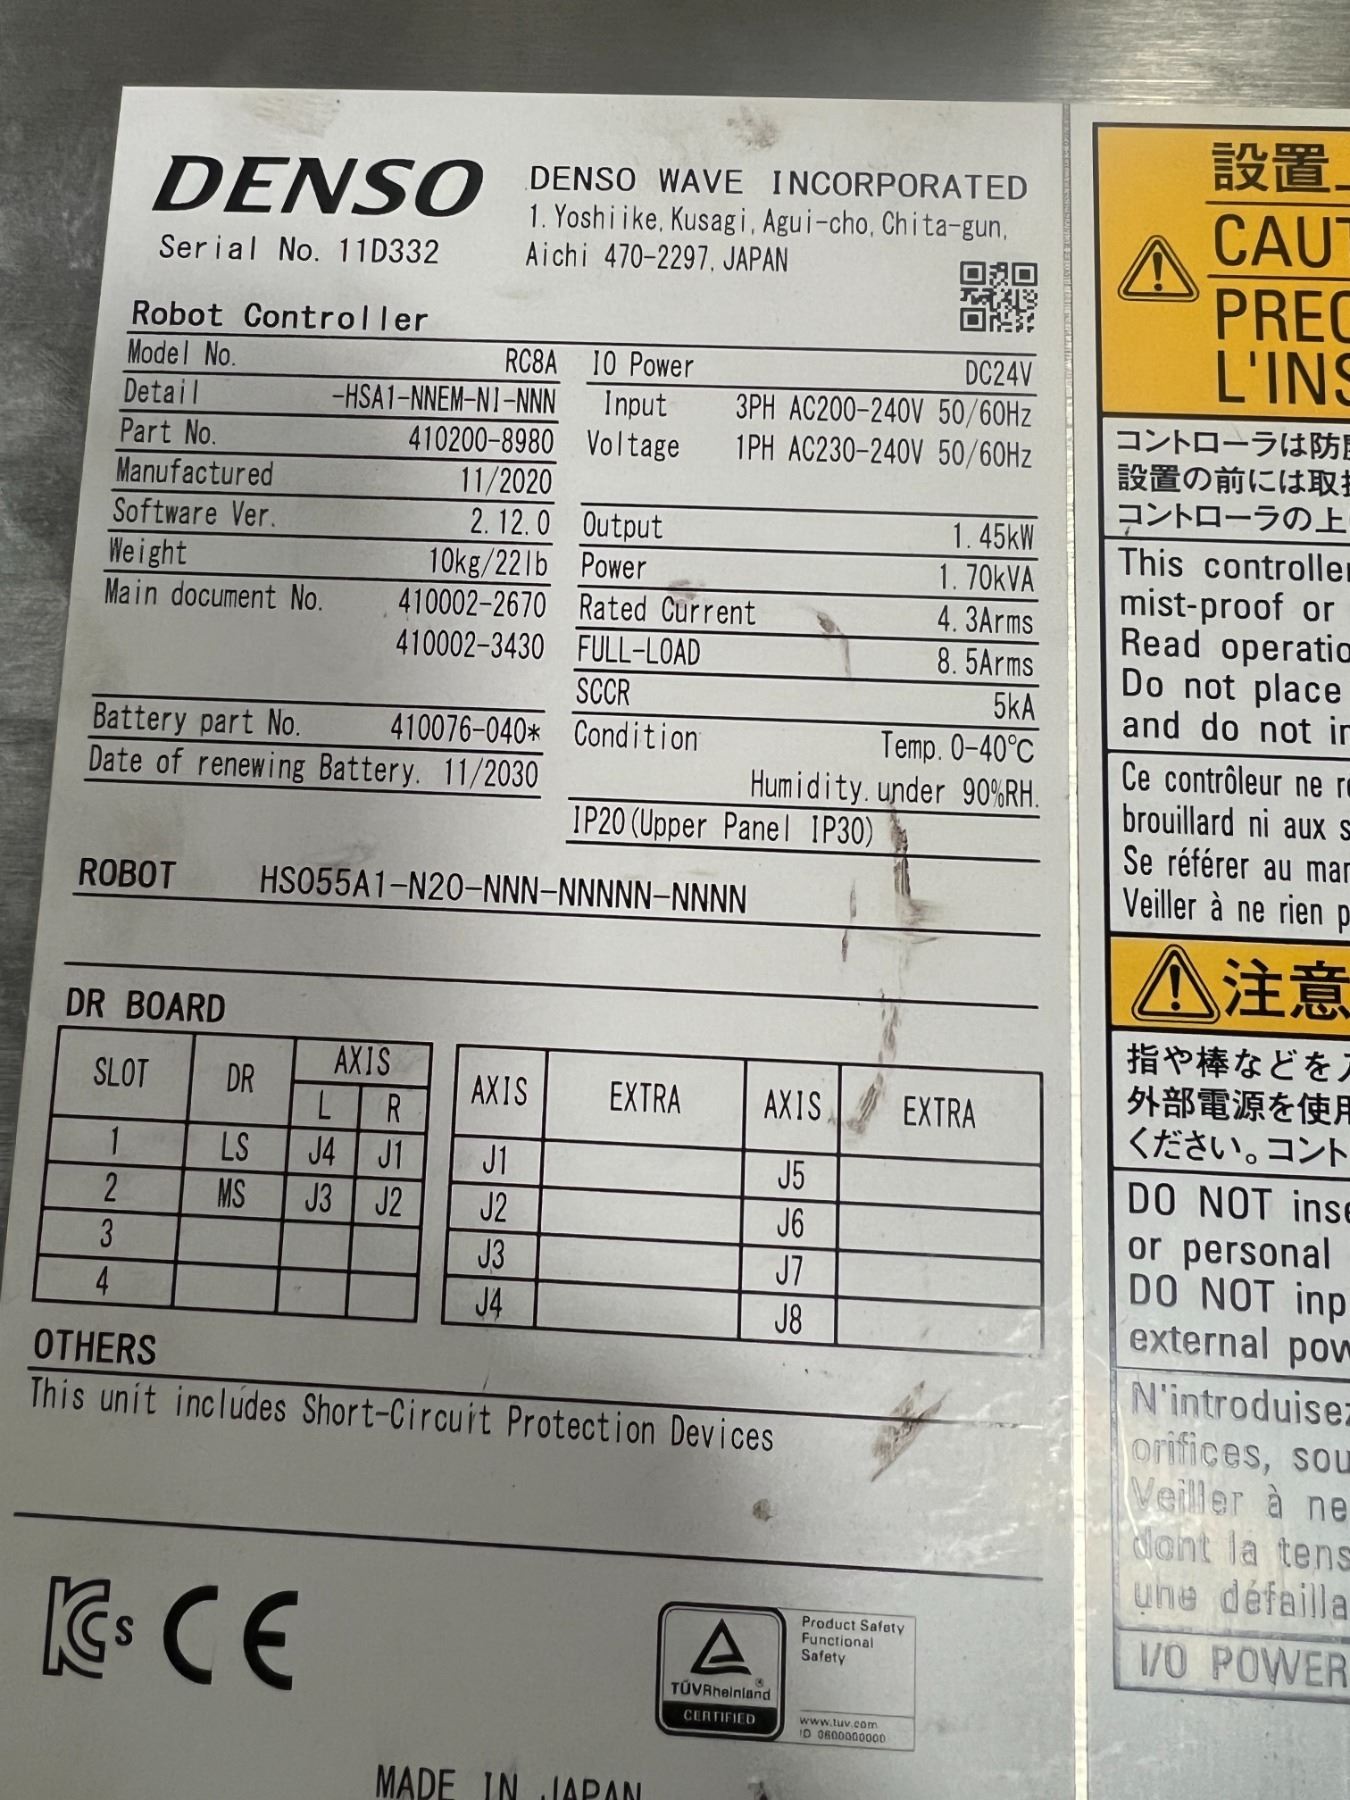 DENSO
Serial No. 11D332
DENSO WAVE INCORPORATED
1. Yoshiike, Kusagi, Agui-cho, Chita-gun,
Aichi 470-2297, JAPAN
Robot Controller
Model No. RC8A
Detail -HSA1-NNEM-NI-NNN
Part No. 410200-8980
Manufactured 11/2020
Software Ver. 2.12.0
Weight 10kg/22lb
Main document No. 410002-2670
410002-3430
Battery part No. 410076-040*
Date of renewing Battery. 11/2030
IO Power DC24V
Input 3PH AC200-240V 50/60Hz
Voltage 1PH AC230-240V 50/60Hz
Output 1.45kW
Power 1.70kVA
Rated Current 4.3Arms
FULL-LOAD 8.5Arms
SCCR 5kA
Condition Temp. 0-40℃
Humidity. under 90%RH.
IP20(Upper Panel IP30)
ROBOT HS055A1-N20-NNN-NNNNN-NNNN
DR BOARD
SLOT DR AXIS
L R
1 LS J4 J1
2 MS J3 J2
3
4
AXIS EXTRA AXIS EXTRA
J1 J5
J2 J6
J3 J7
J4 J8
OTHERS
This unit includes Short-Circuit Protection Devices
KCs CE
TÜVRheinland
CERTIFIED
Product Safety
Functional
Safety
www.tuv.com
ID 0600000000
MADE IN JAPAN
設置
CAUT
PREC
L'INS
コントローラは防
設置の前には取
コントローラの上
This controller
mist-proof or
Read operatio
Do not place
and do not in
Ce contrôleur ne r
brouillard ni aux s
Se référer au ma
Veiller à ne rien p
注意
指や棒などを
外部電源を使用
ください。コント
DO NOT inse
or personal
DO NOT inp
external pow
N'introduisez
orifices, sou
Veiller à ne
dont la tens
une défailla
I/O POWER